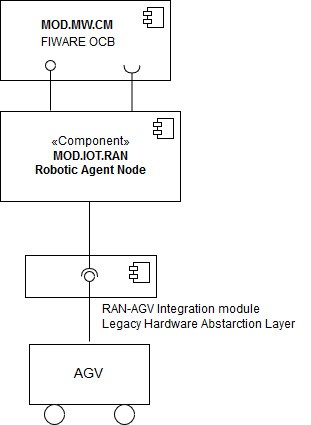 MOD.MW.CM
FIWARE OCB
«Component»
MOD.IOT.RAN
Robotic Agent Node
RAN-AGV Integration module
Legacy Hardware Abstarction Layer
AGV